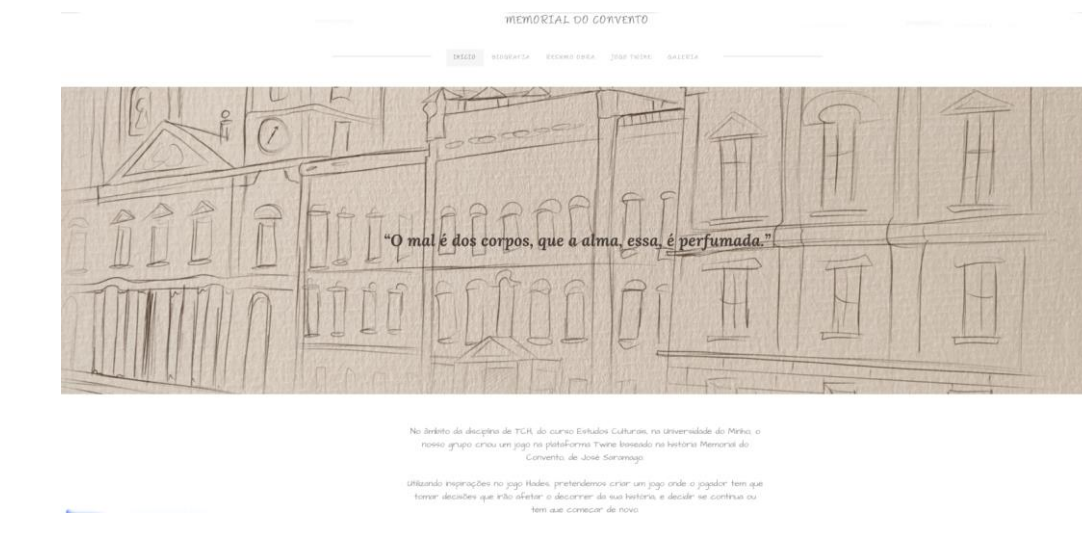 MEMORIAL DO CONVENTO
INÍCIO BIOGRAFIA RESUMO OBRA JOGO TWINE GALERIA
“O mal é dos corpos, que a alma, essa, é perfumada.”
No âmbito da disciplina de TCH, do curso Estudos Culturais, na Universidade do Minho, o
nosso grupo criou um jogo na plataforma Twine baseado na história Memorial do
Convento, de José Saramago.
Utilizando inspirações no jogo Hades, pretendemos criar um jogo onde o jogador tem que
tomar decisões que irão afetar o decorrer da sua história, e decidir se continua ou
tem que começar de novo.